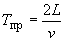 Tпр = 2L/v